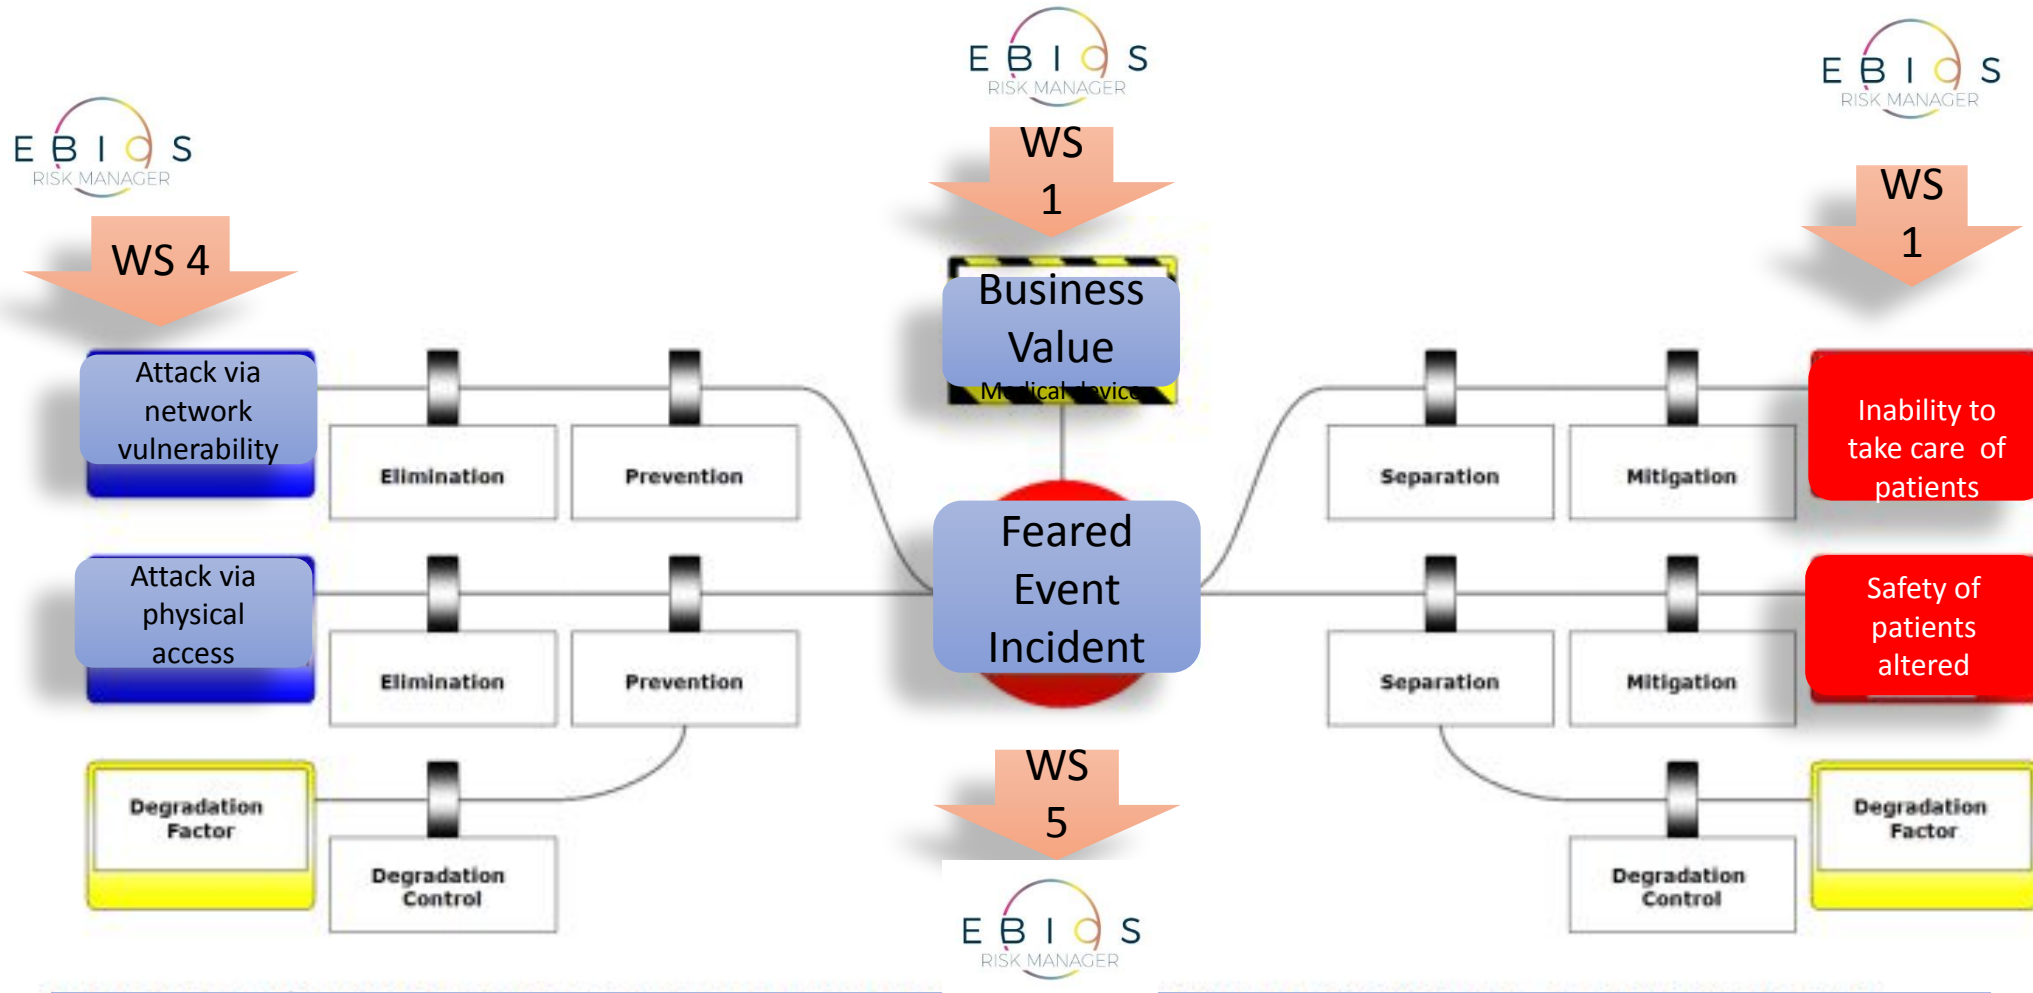 EBIOS
RISK MANAGER
EBIOS
RISK MANAGER
EBIOS
RISK MANAGER
WS
1
WS
1
WS 4
Business
Value
Medical device
Attack via
network
vulnerability
Elimination
Prevention
Separation
Mitigation
Inability to
take care of
patients
Feared
Event
Incident
Attack via
physical
access
Elimination
Prevention
Separation
Mitigation
Safety of
patients
altered
WS
5
Degradation
Factor
Degradation
Control
Degradation
Control
Degradation
Factor
EBIOS
RISK MANAGER